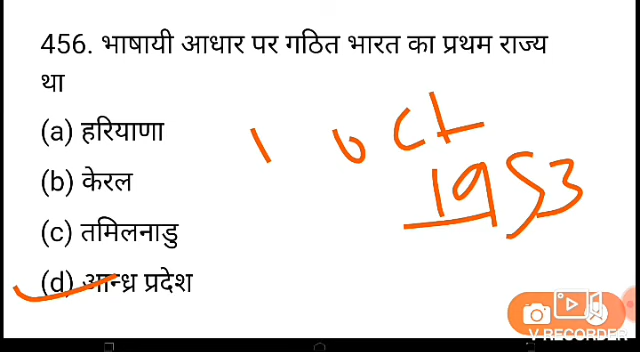 456. भाषायी आधार पर गठित भारत का प्रथम राज्य
था
(a) हरियाणा
(b) केरल
(c) तमिलनाडु
(d) आन्ध्र प्रदेश
1 Oct
1953
V RECORDER